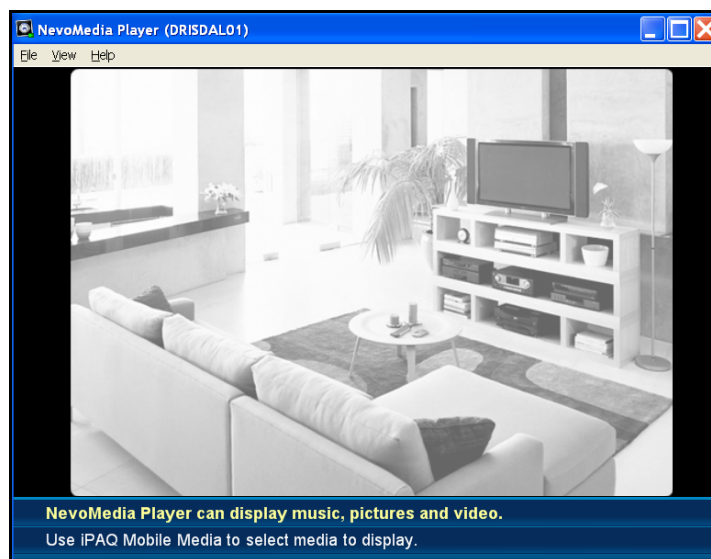 NevoMedia Player (DRISDAL01)
File View Help
NevoMedia Player can display music, pictures and video.
Use iPAQ Mobile Media to select media to display.